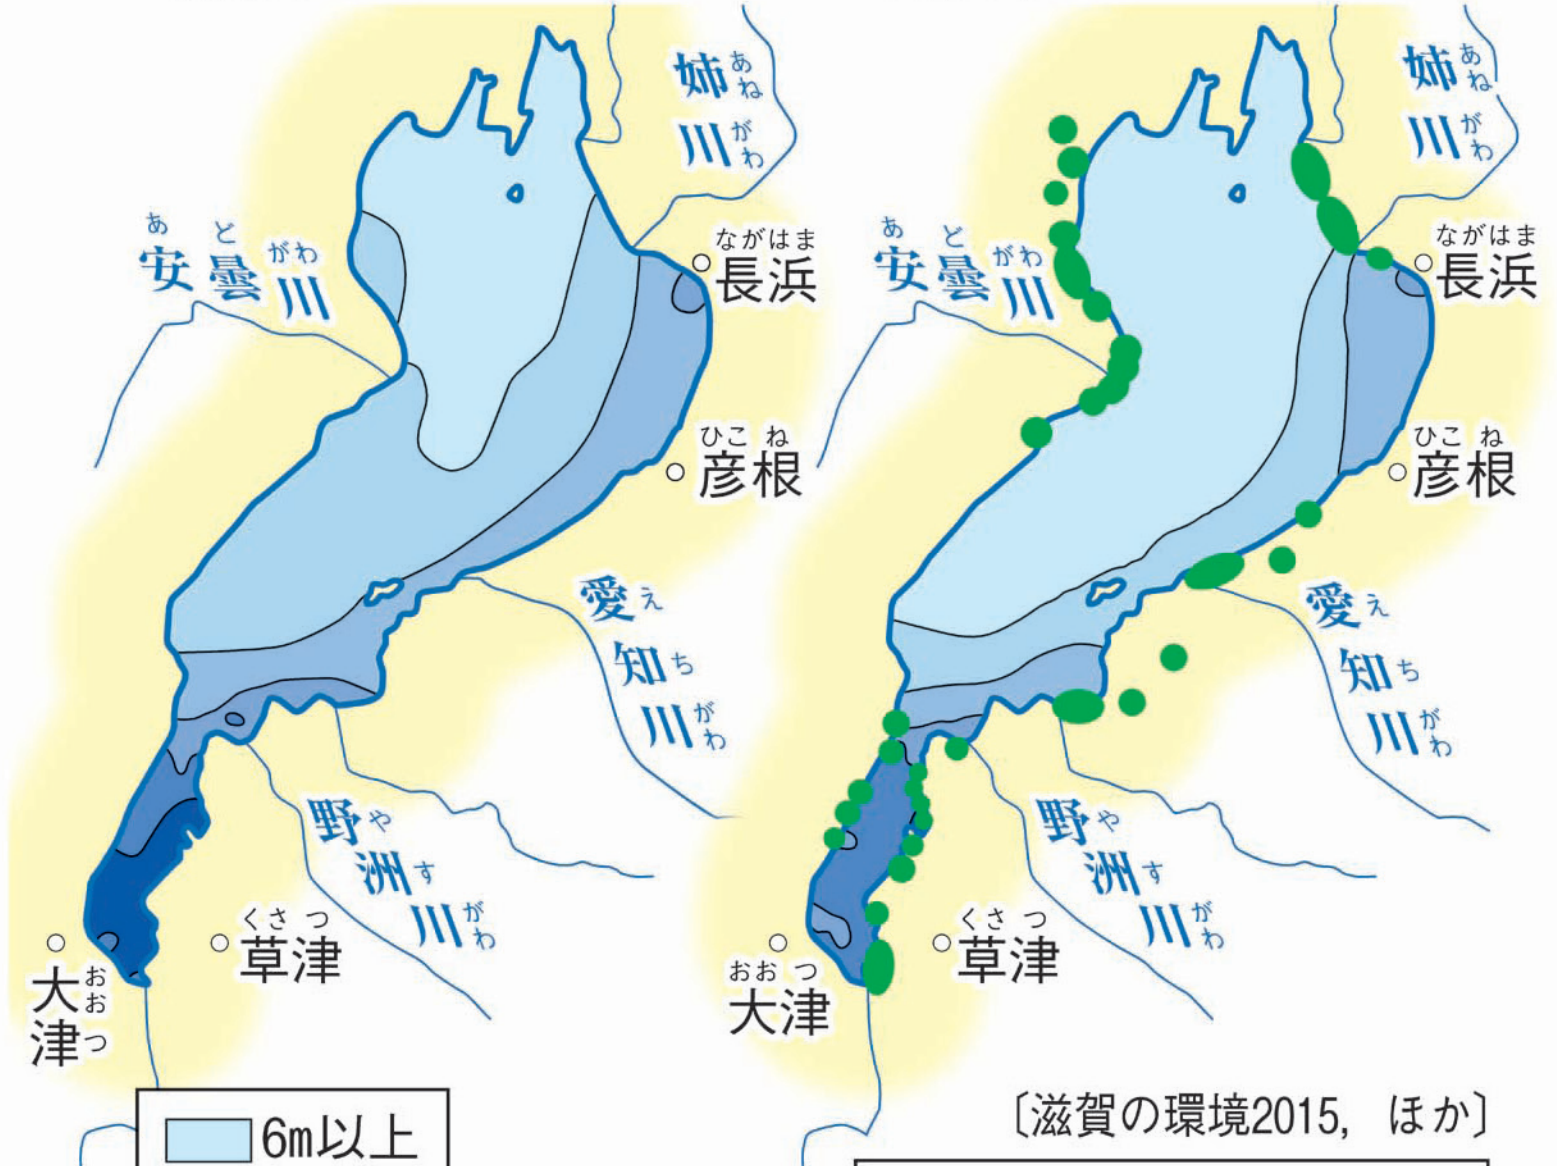 姉川
あねがわ
安曇川
あどがわ
長浜
ながはま
彦根
ひこね
愛知川
えちがわ
野洲川
やすがわ
草津
くさつ
大津
おおつ
6m以上
姉川
あねがわ
安曇川
あどがわ
長浜
ながはま
彦根
ひこね
愛知川
えちがわ
野洲川
やすがわ
草津
くさつ
大津
おおつ
〔滋賀の環境2015, ほか〕